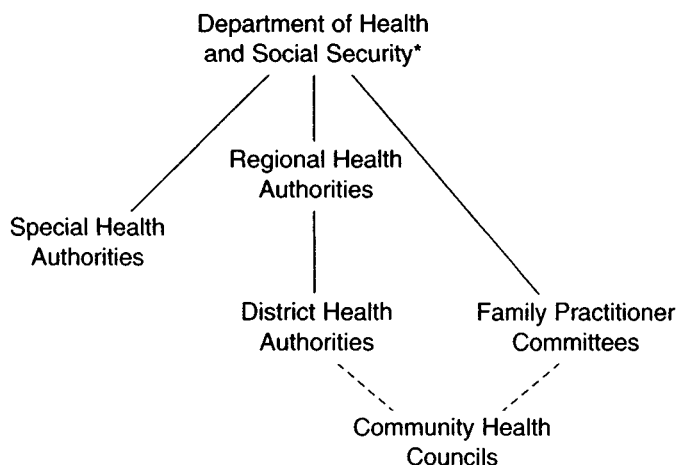 Department of Health
and Social Security*
Regional Health
Authorities
Special Health
Authorities
District Health
Authorities
Family Practitioner
Committees
Community Health
Councils